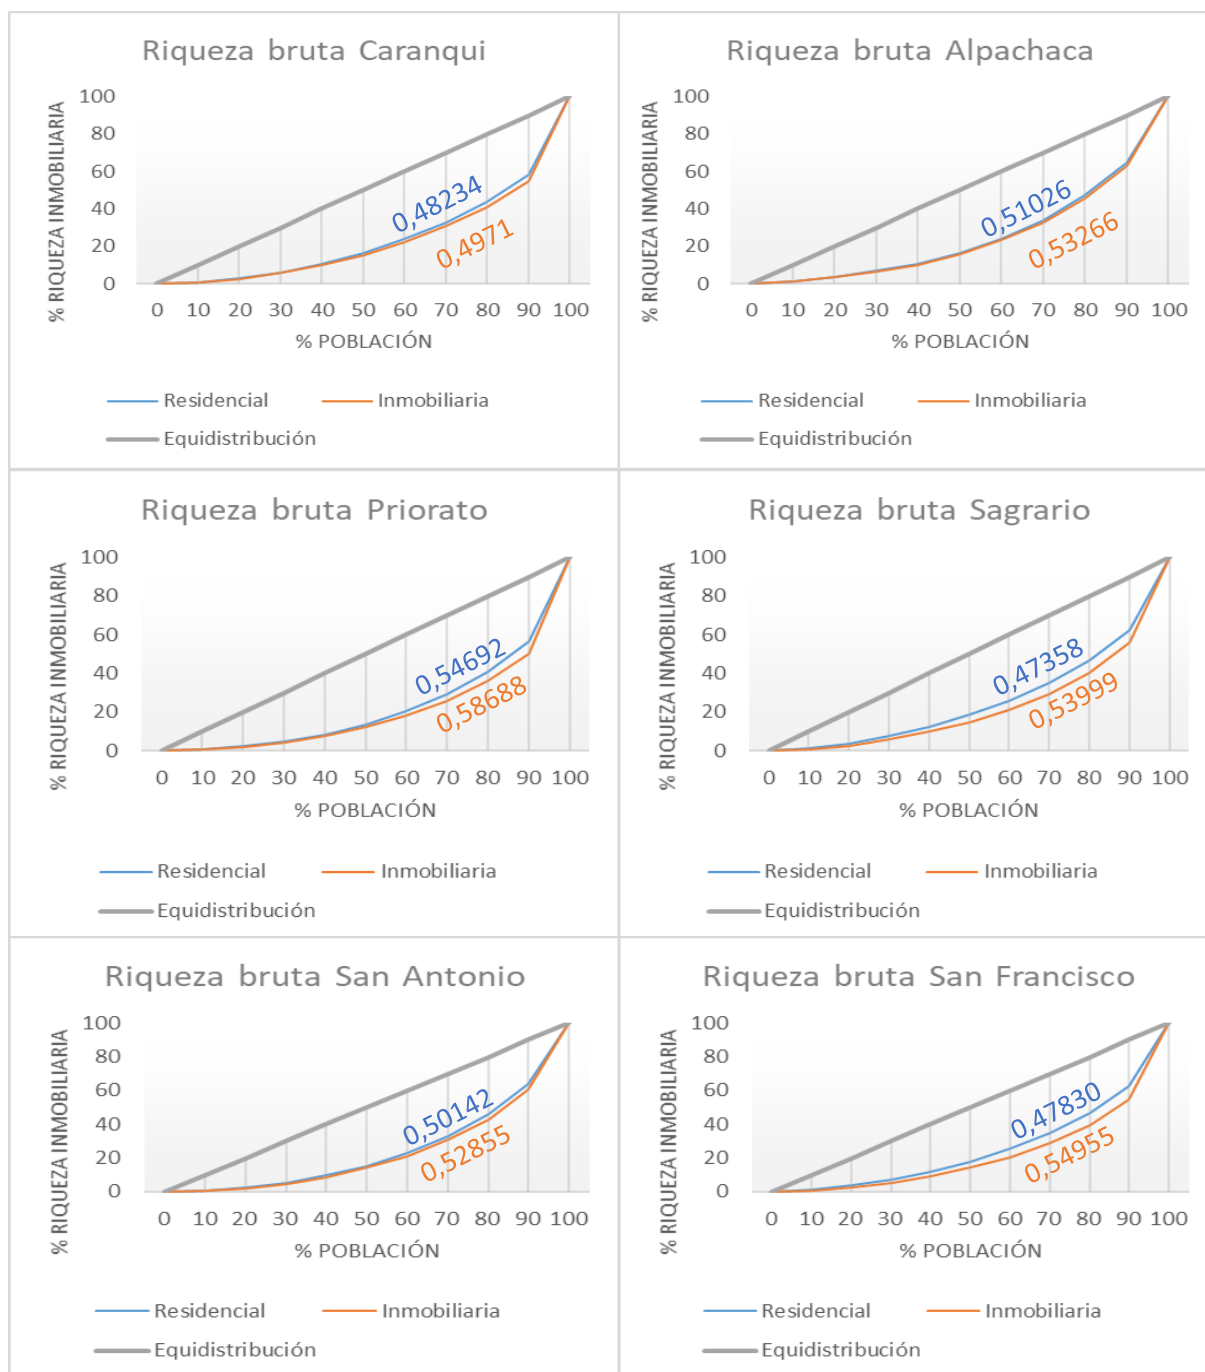 Riqueza bruta Caranqui
% RIQUEZA INMOBILIARIA
100
80
60
40
20
0
0,48234
0,4971
0 10 20 30 40 50 60 70 80 90 100
% POBLACIÓN
Residencial Inmobiliaria
Equidistribución
Riqueza bruta Alpachaca
% RIQUEZA INMOBILIARIA
100
80
60
40
20
0
0,51026
0,53266
0 10 20 30 40 50 60 70 80 90 100
% POBLACIÓN
Residencial Inmobiliaria
Equidistribución
Riqueza bruta Priorato
% RIQUEZA INMOBILIARIA
100
80
60
40
20
0
0,54692
0,58688
0 10 20 30 40 50 60 70 80 90 100
% POBLACIÓN
Residencial Inmobiliaria
Equidistribución
Riqueza bruta Sagrario
% RIQUEZA INMOBILIARIA
100
80
60
40
20
0
0,47358
0,53999
0 10 20 30 40 50 60 70 80 90 100
% POBLACIÓN
Residencial Inmobiliaria
Equidistribución
Riqueza bruta San Antonio
% RIQUEZA INMOBILIARIA
100
80
60
40
20
0
0,50142
0,52855
0 10 20 30 40 50 60 70 80 90 100
% POBLACIÓN
Residencial Inmobiliaria
Equidistribución
Riqueza bruta San Francisco
% RIQUEZA INMOBILIARIA
100
80
60
40
20
0
0,47830
0,54955
0 10 20 30 40 50 60 70 80 90 100
% POBLACIÓN
Residencial Inmobiliaria
Equidistribución